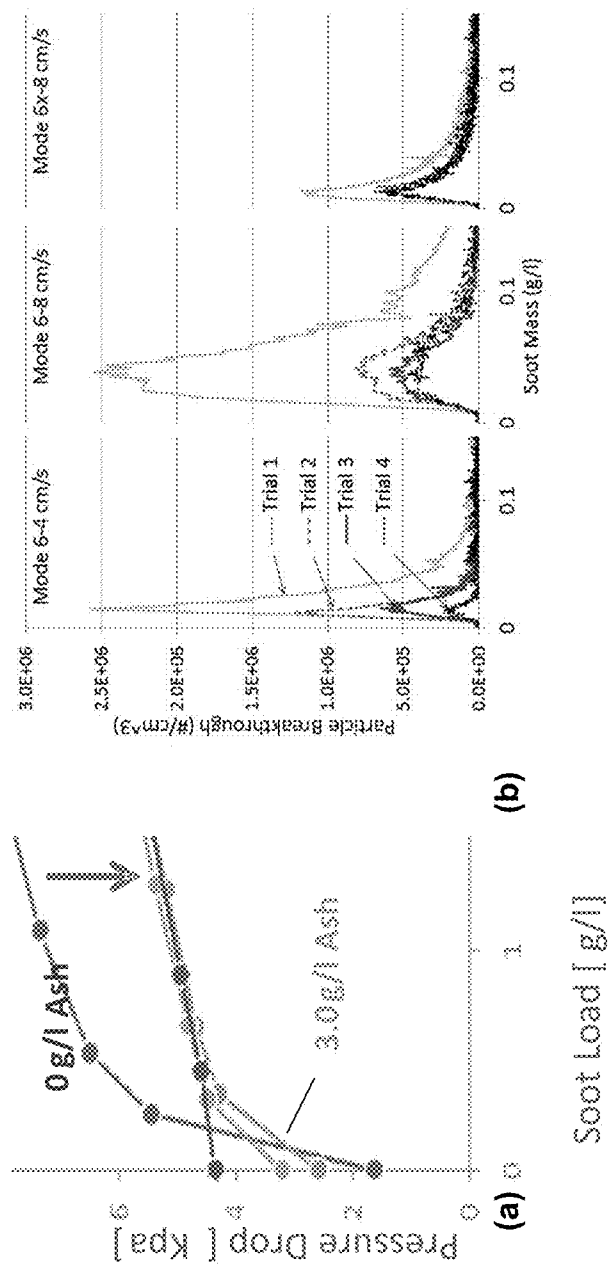 Pressure Drop [ Kpa]
6
4
2
0
0 g/l Ash
3.0g/l Ash
0
1
Soot Load [ g/l]
(a)
Particle Breakthrough (#/cm^3)
3.0E+06
2.5E+06
2.0E+06
1.5E+06
1.0E+06
5.0E+05
0.0E+00
Mode 6-4 cm/s
Mode 6-8 cm/s
Mode 6x-8 cm/s
Trial 1
Trial 2
Trial 3
Trial 4
0
0.1
0
0.1
0
0.1
Soot Mass (g/l)
(b)